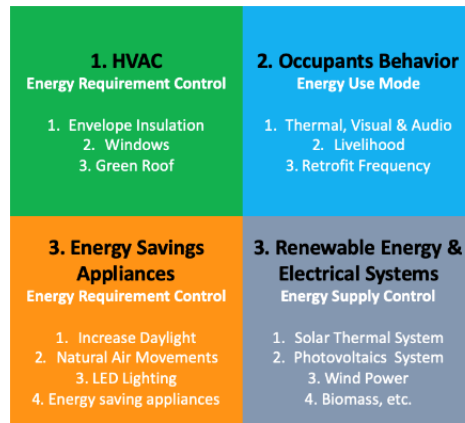 1. HVAC
Energy Requirement Control
1. Envelope Insulation
2. Windows
3. Green Roof
2. Occupants Behavior
Energy Use Mode
1. Thermal, Visual & Audio
2. Livelihood
3. Retrofit Frequency
3. Energy Savings
Appliances
Energy Requirement Control
1. Increase Daylight
2. Natural Air Movements
3. LED Lighting
4. Energy saving appliances
3. Renewable Energy &
Electrical Systems
Energy Supply Control
1. Solar Thermal System
2. Photovoltaics System
3. Wind Power
4. Biomass, etc.